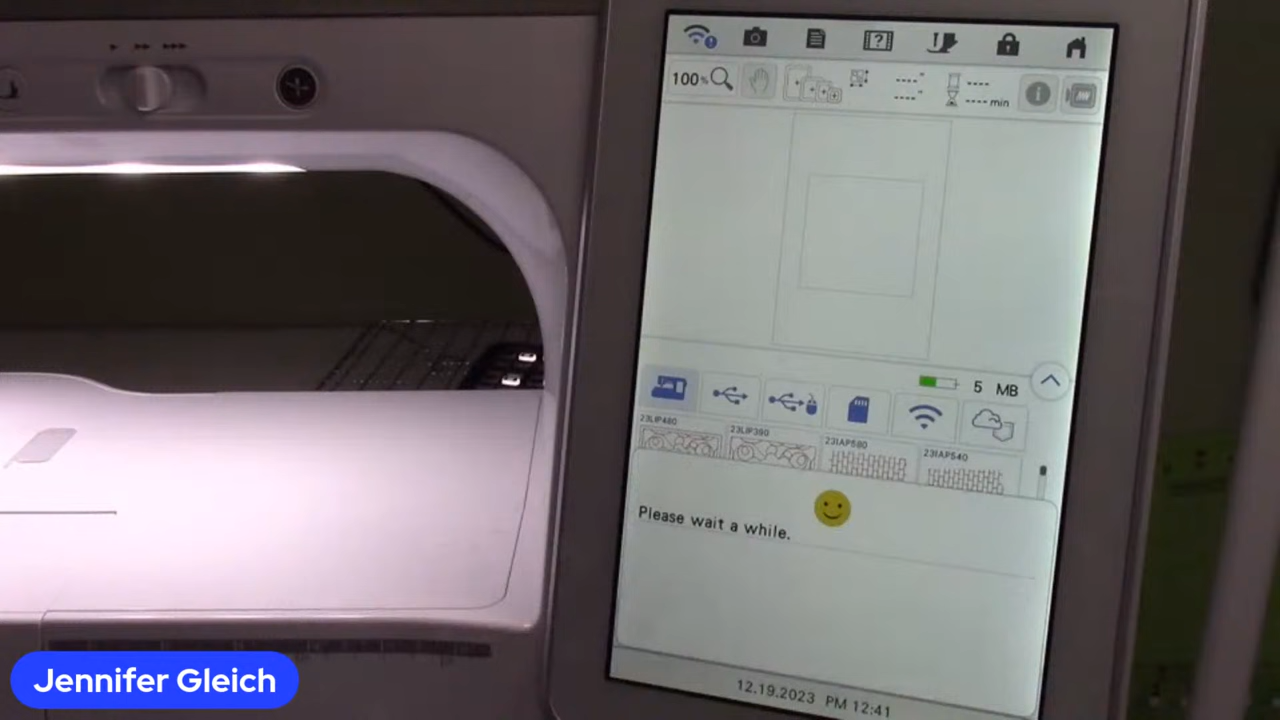 100%
----"
----"
----
---- min
5 MB
23LIP480
23LIP390
23IAP580
23IAP540
Please wait a while.
12.19.2023 PM 12:41
Jennifer Gleich